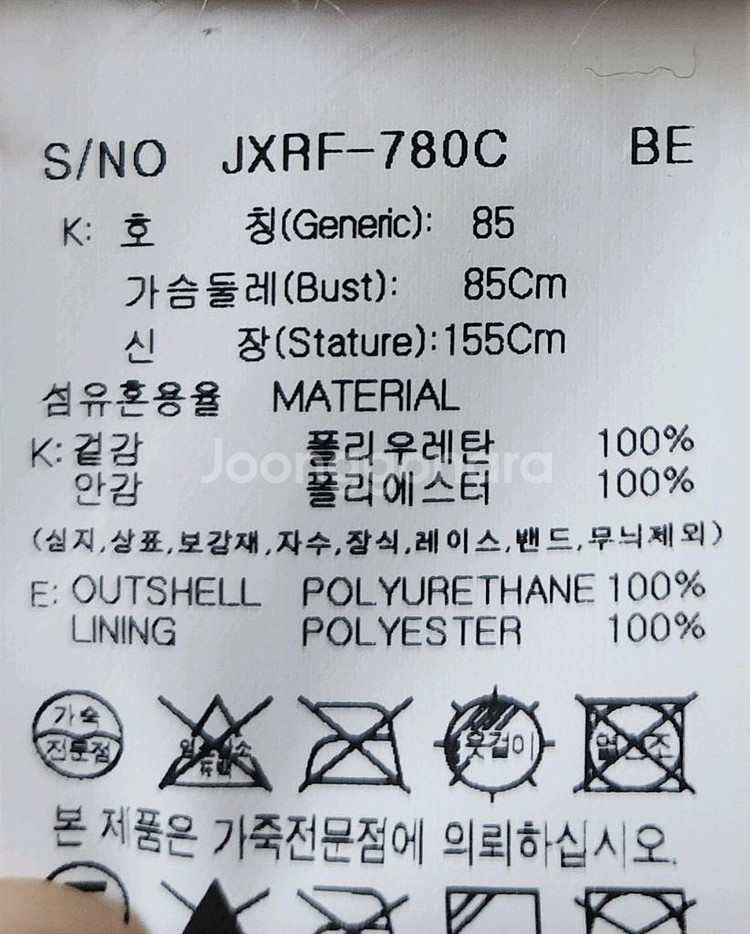 S/NO JXRF-780C BE
K: 호 칭(Generic): 85
가슴둘레(Bust): 85Cm
신 장(Stature):155Cm
섬유혼용율 MATERIAL
K: 겉감 폴리우레탄 100%
안감 폴리에스터 100%
Joonggonara
(심지,상표,보강재,자수,장식,레이스,밴드,무늬제외)
E: OUTSHELL POLYURETHANE 100%
LINING POLYESTER 100%
가죽 전문점 옷걸이
본 제품은 가죽전문점에 의뢰하십시오.